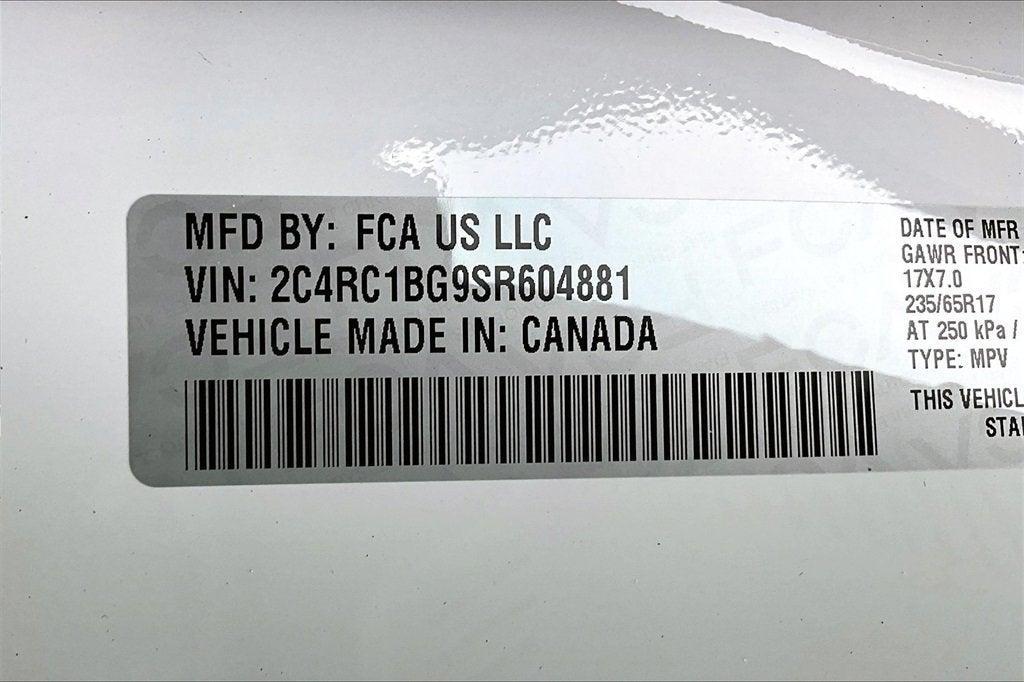 MFD BY: FCA US LLC
VIN: 2C4RC1BG9SR604881
VEHICLE MADE IN: CANADA
DATE OF MFR
GAWR FRONT:
17X7.0
235/65R17
AT 250 kPa /
TYPE: MPV
THIS VEHICL
STA